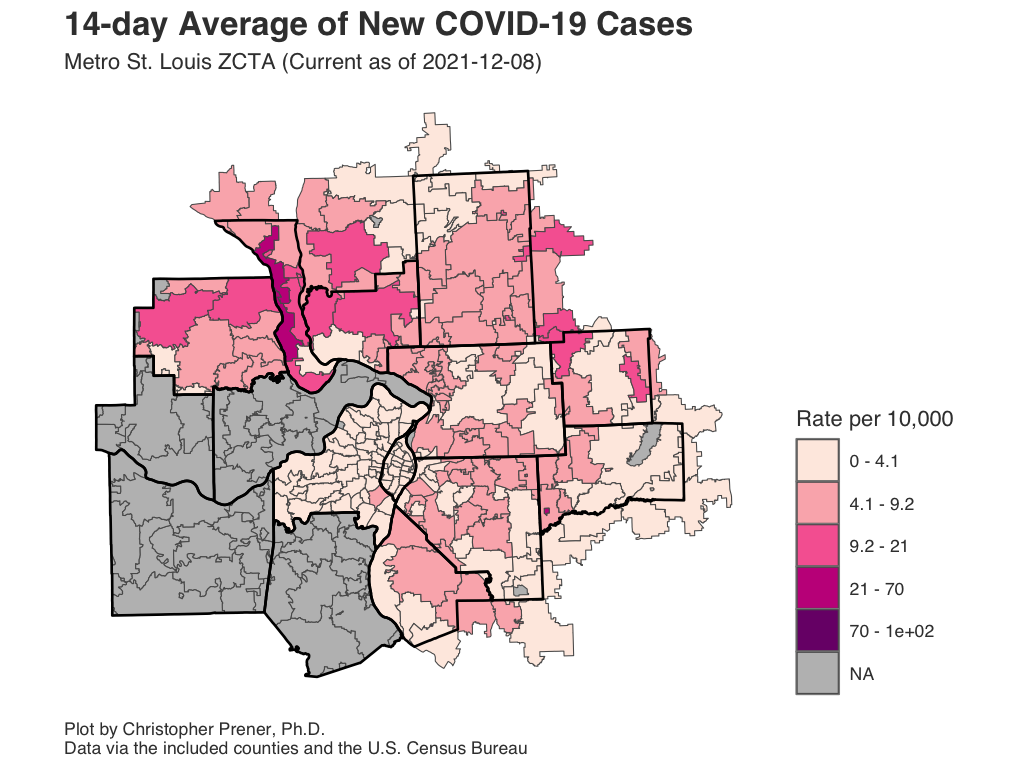 14-day Average of New COVID-19 Cases
Metro St. Louis ZCTA (Current as of 2021-12-08)
Rate per 10,000
0 - 4.1
4.1 - 9.2
9.2 - 21
21 - 70
70 - 1e+02
NA
Plot by Christopher Prener, Ph.D.
Data via the included counties and the U.S. Census Bureau